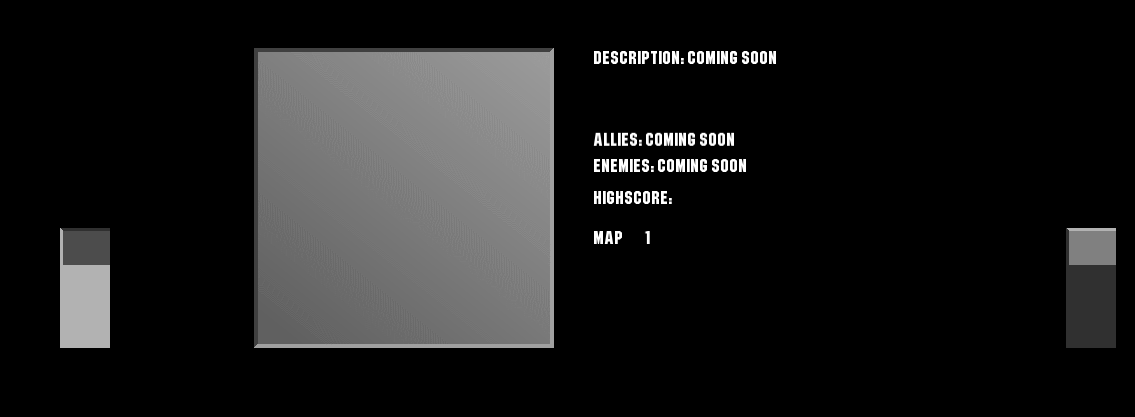 DESCRIPTION: COMING SOON
ALLIES: COMING SOON
ENEMIES: COMING SOON
HIGHSCORE:
MAP 1